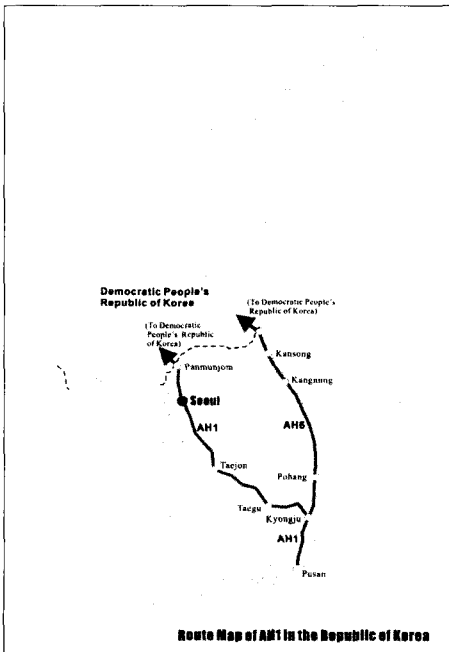 Democratic People's
Republic of Korea
(To Democratic People's
Republic of Korea)
(To Democratic
People's Republic
of Korea)
Kansong
Panmunjom
Kangnung
Seoul
AH1
AH6
Taejon
Pohang
Taegu
Kyongju
AH1
Pusan
Route Map of AH1 in the Republic of Korea